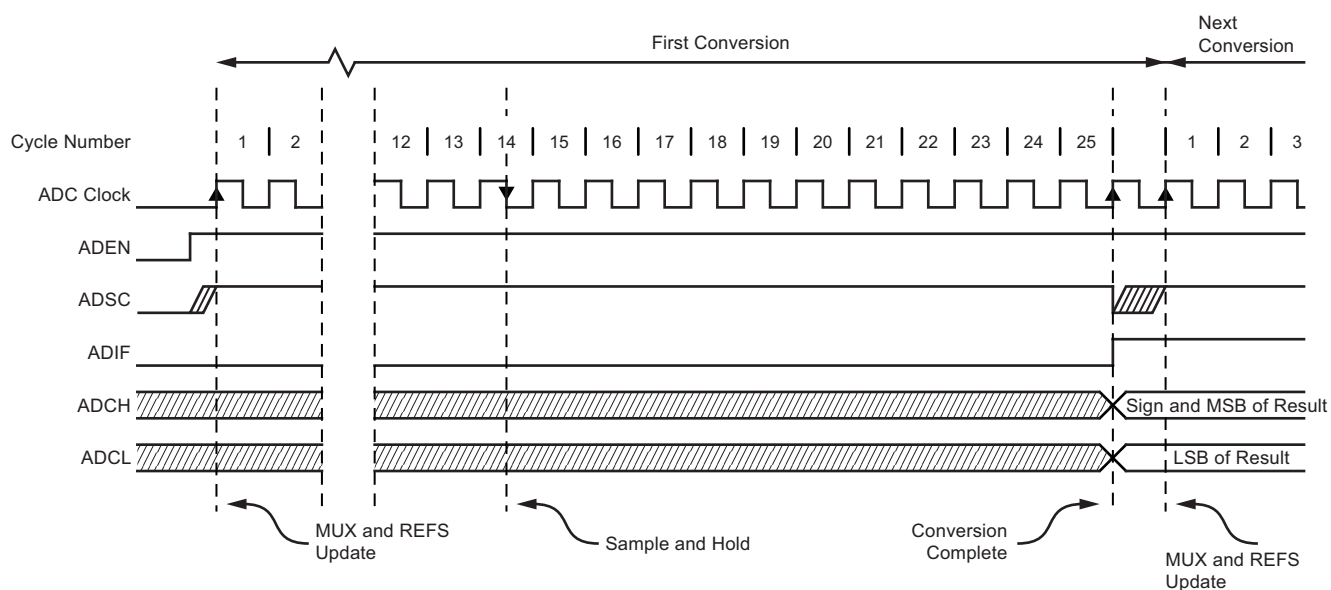 Next
Conversion
First Conversion
Cycle Number 1 2 12 13 14 15 16 17 18 19 20 21 22 23 24 25 1 2 3
ADC Clock
ADEN
ADSC
ADIF
ADCH Sign and MSB of Result
ADCL LSB of Result
MUX and REFS
Update
Sample and Hold
Conversion
Complete
MUX and REFS
Update